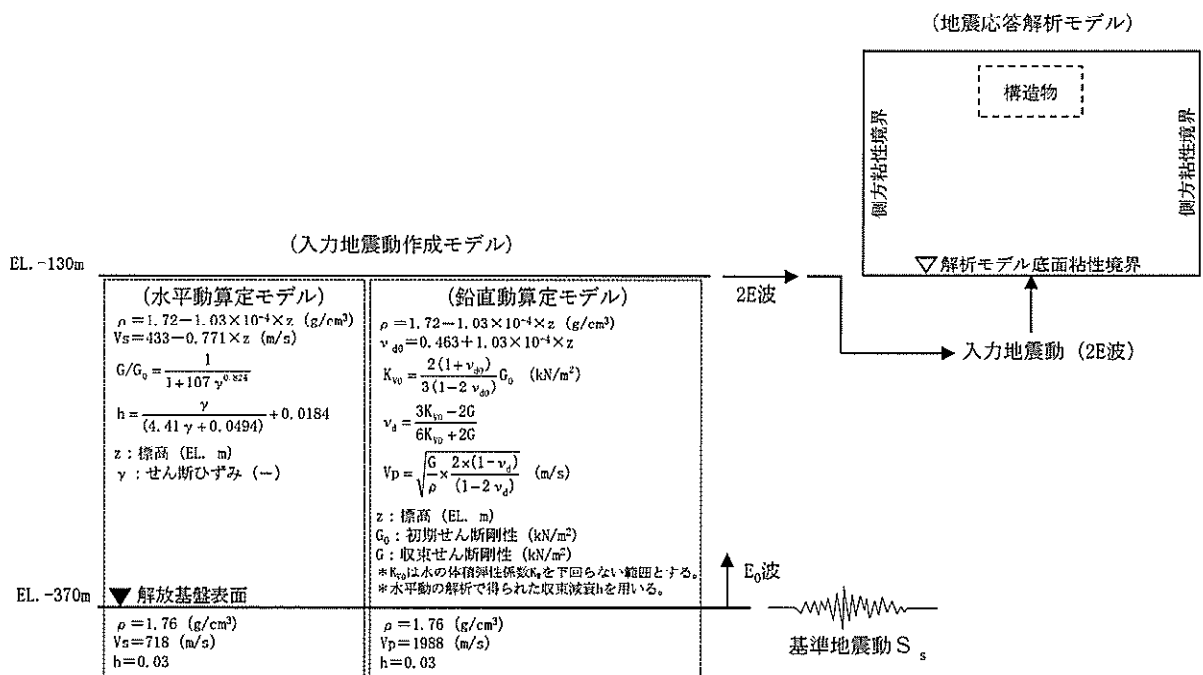 (地震応答解析モデル)
構造物
側方粘性境界
側方粘性境界
▽解析モデル底面粘性境界
(入力地震動作成モデル)
EL.-130m
2E波
入力地震動 (2E波)
(水平動算定モデル)
ρ=1.72-1.03×10⁻⁴×z (g/cm³)
Vs=433-0.771×z (m/s)
G/G₀=1/(1+107γ^0.824)
h=γ/(4.41γ+0.0494)+0.0184
z:標高 (EL. m)
γ:せん断ひずみ (-)
(鉛直動算定モデル)
ρ=1.72-1.03×10⁻⁴×z (g/cm³)
ν_d0=0.463+1.03×10⁻⁴×z
K_V0=2(1+ν_d0)/3(1-2ν_d0) G₀ (kN/m²)
ν_d=(3K_V0-2G)/(6K_V0+2G)
Vp=√(G/ρ×2×(1-ν_d)/(1-2ν_d)) (m/s)
z:標高 (EL. m)
G₀:初期せん断剛性 (kN/m²)
G:収束せん断剛性 (kN/m²)
*K_V0は水の体積弾性係数K_wを下回らない範囲とする。
*水平動の解析で得られた収束減衰hを用いる。
E₀波
EL.-370m
▼解放基盤表面
ρ=1.76 (g/cm³)
Vs=718 (m/s)
h=0.03
ρ=1.76 (g/cm³)
Vp=1988 (m/s)
h=0.03
基準地震動Ss